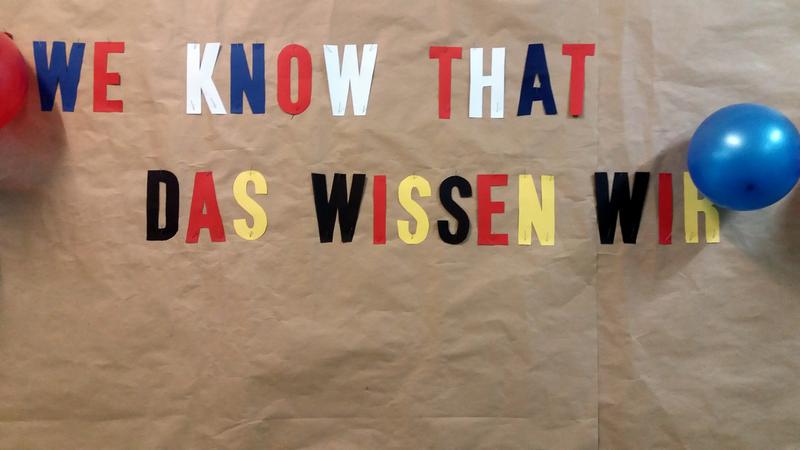 WE KNOW THAT
DAS WISSEN WIR